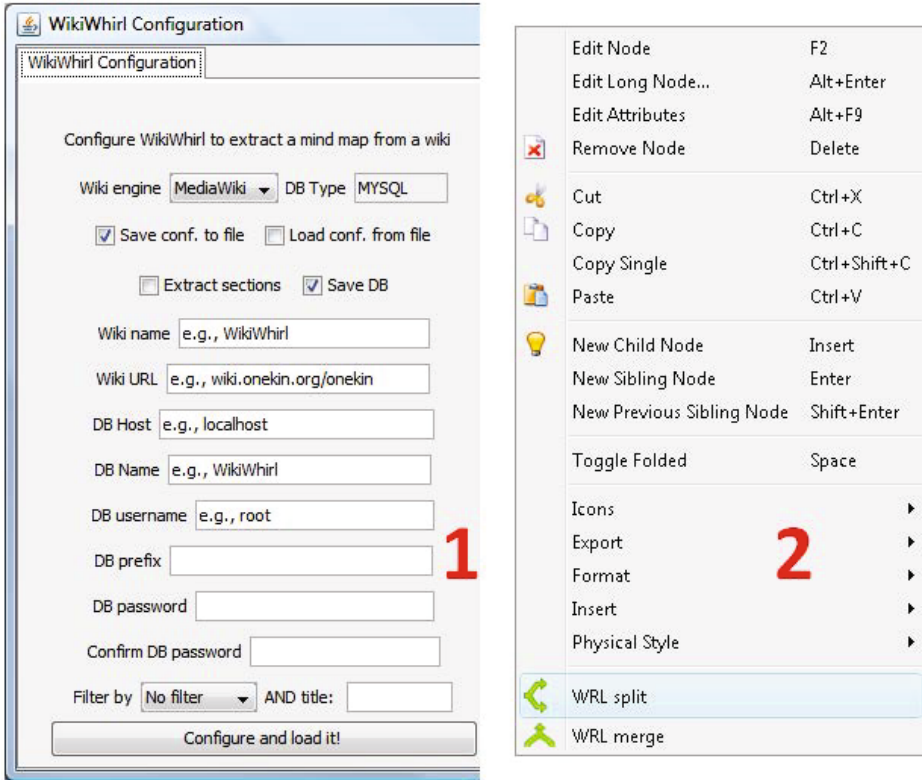 WikiWhirl Configuration
WikiWhirl Configuration
Configure WikiWhirl to extract a mind map from a wiki
Wiki engine MediaWiki DB Type MYSQL
Save conf. to file Load conf. from file
Extract sections Save DB
Wiki name e.g., WikiWhirl
Wiki URL e.g., wiki.onekin.org/onekin
DB Host e.g., localhost
DB Name e.g., WikiWhirl
DB username e.g., root
DB prefix
DB password
Confirm DB password
Filter by No filter AND title:
Configure and load it!
1
Edit Node F2
Edit Long Node... Alt+Enter
Edit Attributes Alt+F9
Remove Node Delete
Cut Ctrl+X
Copy Ctrl+C
Copy Single Ctrl+Shift+C
Paste Ctrl+V
New Child Node Insert
New Sibling Node Enter
New Previous Sibling Node Shift+Enter
Toggle Folded Space
Icons
Export
Format
Insert
Physical Style
2
WRL split
WRL merge